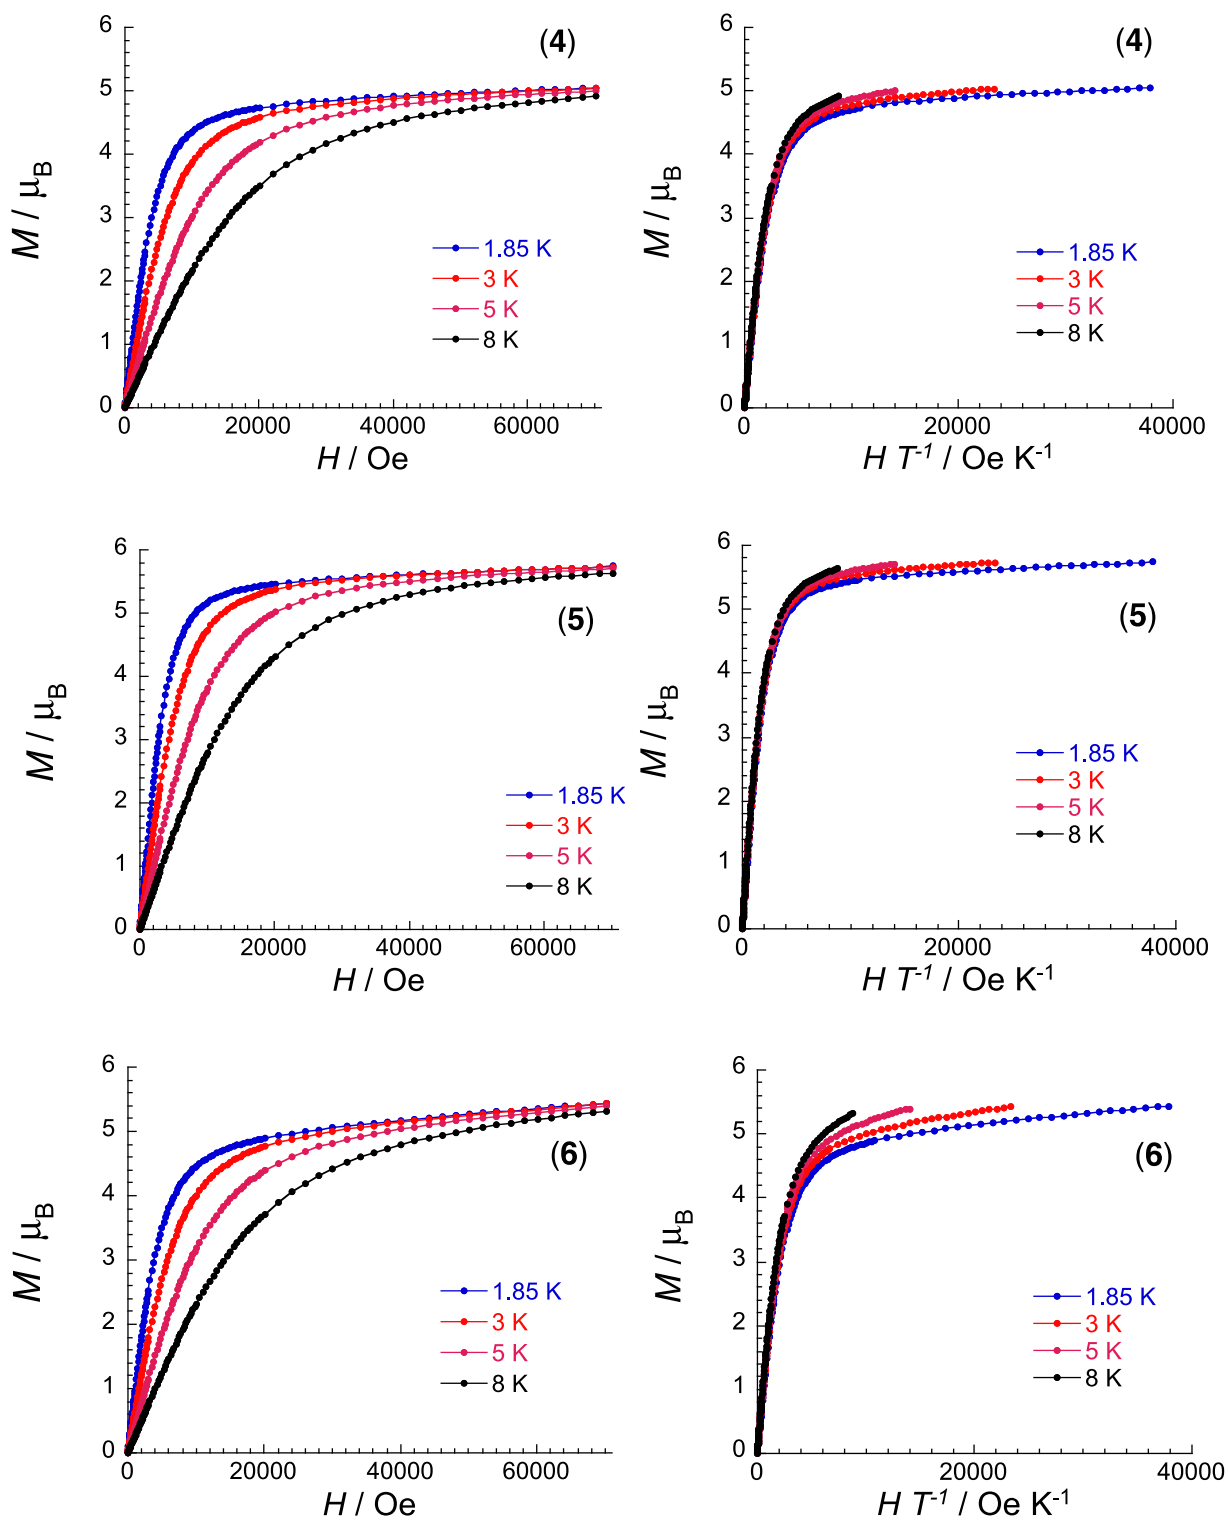 (4)
M / μB
6
5
4
3
2
1
0
1.85 K
3 K
5 K
8 K
0 20000 40000 60000
H / Oe
(4)
M / μB
6
5
4
3
2
1
0
1.85 K
3 K
5 K
8 K
0 20000 40000
H T⁻¹ / Oe K⁻¹
(5)
M / μB
6
5
4
3
2
1
0
1.85 K
3 K
5 K
8 K
0 20000 40000 60000
H / Oe
(5)
M / μB
6
5
4
3
2
1
0
1.85 K
3 K
5 K
8 K
0 20000 40000
H T⁻¹ / Oe K⁻¹
(6)
M / μB
6
5
4
3
2
1
0
1.85 K
3 K
5 K
8 K
0 20000 40000 60000
H / Oe
(6)
M / μB
6
5
4
3
2
1
0
1.85 K
3 K
5 K
8 K
0 20000 40000
H T⁻¹ / Oe K⁻¹